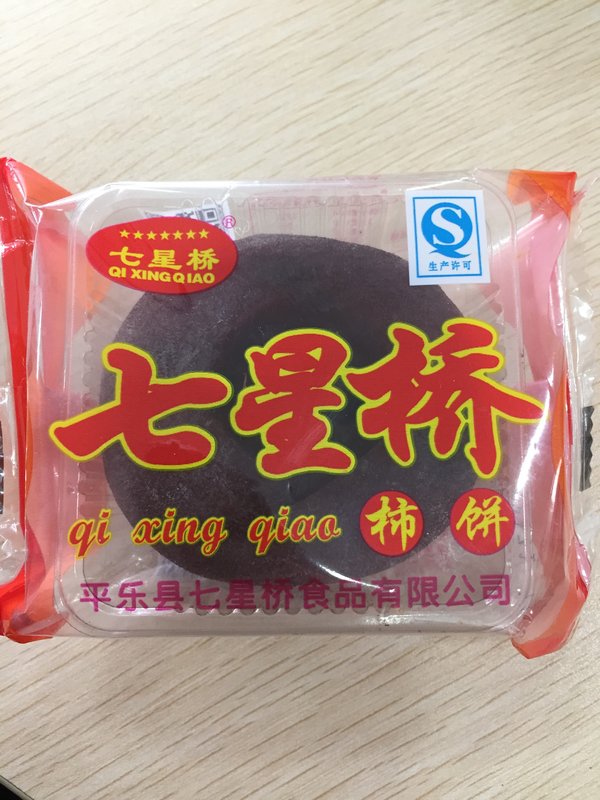 ★★★★★★★
七星桥
QI XING QIAO
®
生产许可
七星桥
qi xing qiao 柿饼
平乐县七星桥食品有限公司